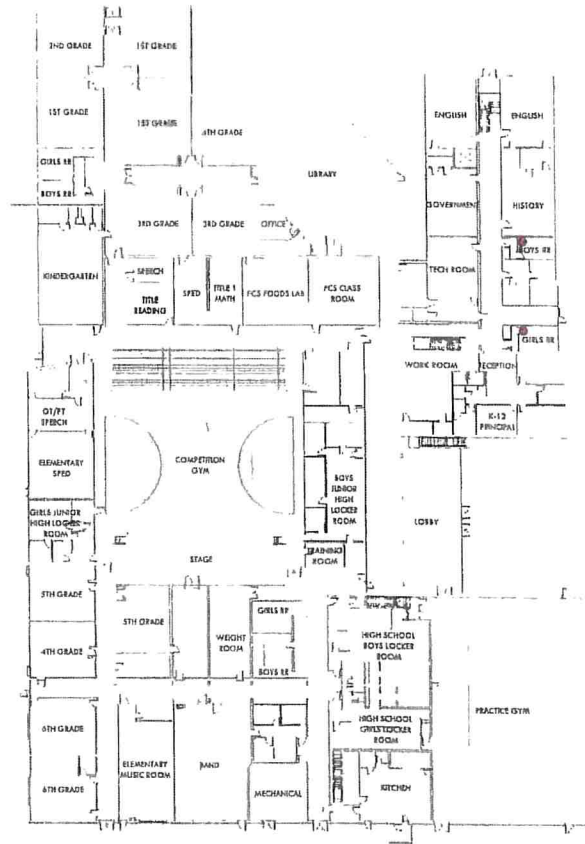 2ND GRADE
1ST GRADE
1ST GRADE
1ST GRADE
4TH GRADE
ENGLISH
ENGLISH
GIRLS RR
BOYS RR
LIBRARY
GOVERNMENT
HISTORY
3RD GRADE
3RD GRADE
OFFICE
BOYS RR
KINDERGARTEN
SPEECH
TITLE
READING
SPED
TITLE 1
MATH
FCS FOODS LAB
FCS CLASS
ROOM
TECH ROOM
GIRLS RR
WORK ROOM
RECEPTION
K-12
PRINCIPAL
OT/PT
SPEECH
ELEMENTARY
SPED
COMPETITION
GYM
BOYS
JUNIOR
HIGH
LOCKER
ROOM
GIRLS JUNIOR
HIGH LOCKER
ROOM
LOBBY
STAGE
TRAINING
ROOM
5TH GRADE
5TH GRADE
WEIGHT
ROOM
GIRLS RR
BOYS RR
4TH GRADE
HIGH SCHOOL
BOYS LOCKER
ROOM
PRACTICE GYM
6TH GRADE
HIGH SCHOOL
GIRLS LOCKER
ROOM
ELEMENTARY
MUSIC ROOM
BAND
6TH GRADE
MECHANICAL
KITCHEN